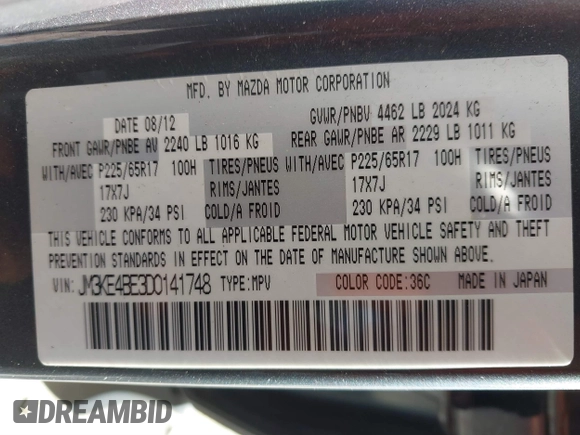 MFD. BY MAZDA MOTOR CORPORATION
DATE 08/12
GVWR/PNBV 4462 LB 2024 KG
FRONT GAWR/PNBE AV 2240 LB 1016 KG
REAR GAWR/PNBE AR 2229 LB 1011 KG
WITH/AVEC P225/65R17 100H TIRES/PNEUS WITH/AVEC P225/65R17 100H TIRES/PNEUS
17X7J RIMS/JANTES 17X7J RIMS/JANTES
230 KPA/34 PSI COLD/A FROID 230 KPA/34 PSI COLD/A FROID
THIS VEHICLE CONFORMS TO ALL APPLICABLE FEDERAL MOTOR VEHICLE SAFETY AND THEFT
PREVENTION STANDARDS IN EFFECT ON THE DATE OF MANUFACTURE SHOWN ABOVE.
VIN: JM3KE4BE3D0141748 TYPE:MPV COLOR CODE:36C MADE IN JAPAN
DREAMBID